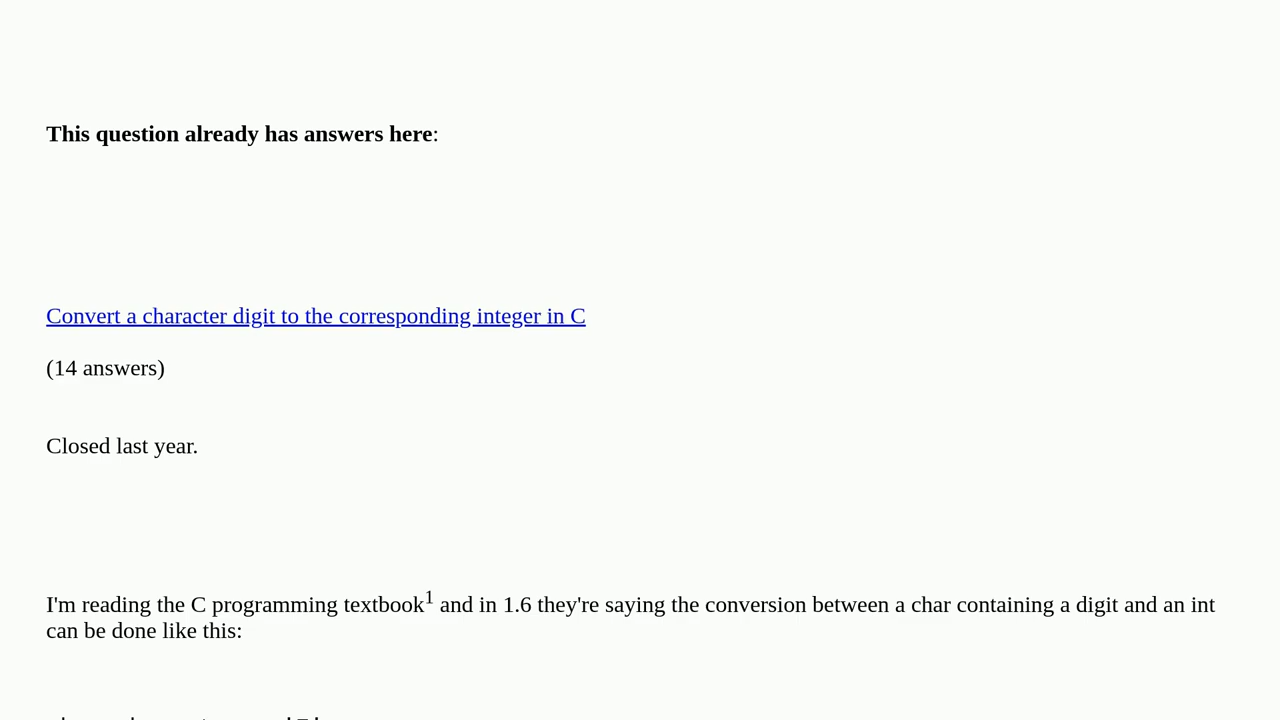 This question already has answers here:
Convert a character digit to the corresponding integer in C
(14 answers)
Closed last year.
I'm reading the C programming textbook1 and in 1.6 they're saying the conversion between a char containing a digit and an int
can be done like this: